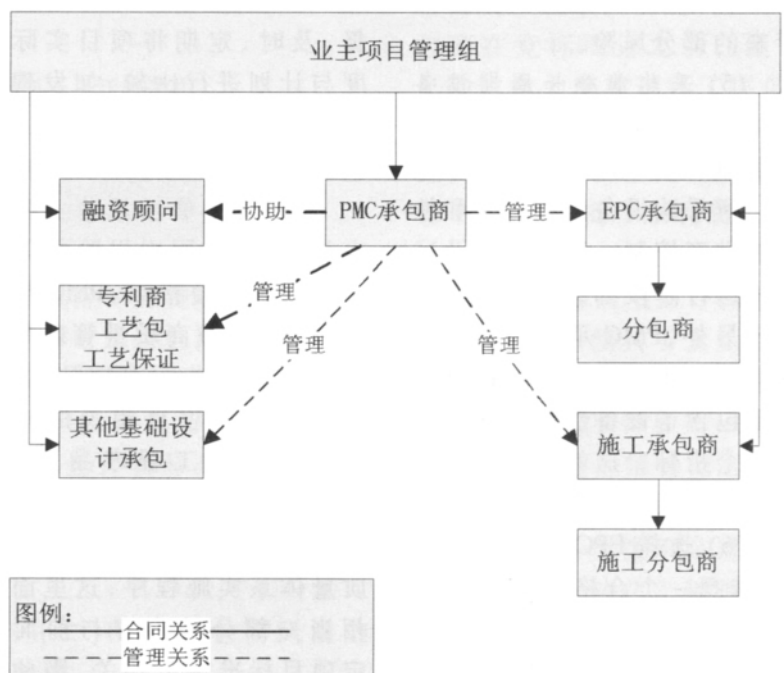 业主项目管理组
融资顾问
协助
PMC承包商
管理
EPC承包商
管理
专利商
工艺包
工艺保证
分包商
管理
管理
其他基础设
计承包
施工承包商
施工分包商
图例：
合同关系
管理关系